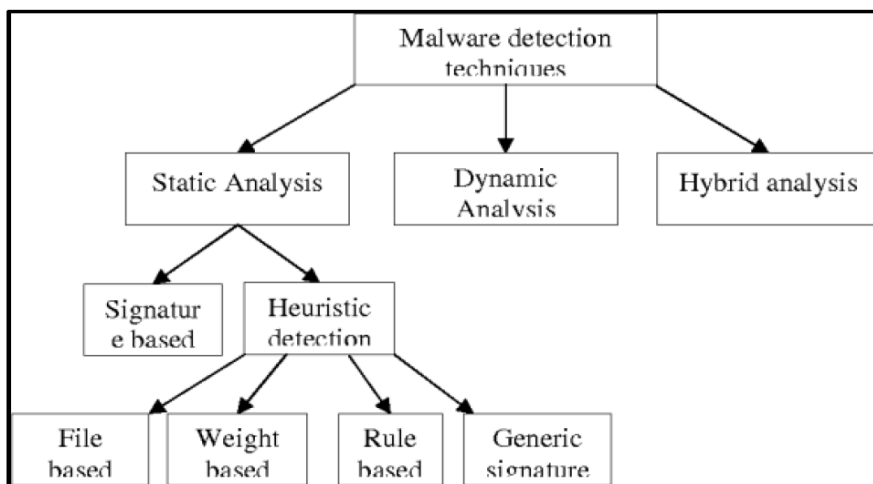 Malware detection
techniques
Static Analysis
Dynamic
Analysis
Hybrid analysis
Signatur
e based
Heuristic
detection
File
based
Weight
based
Rule
based
Generic
signature